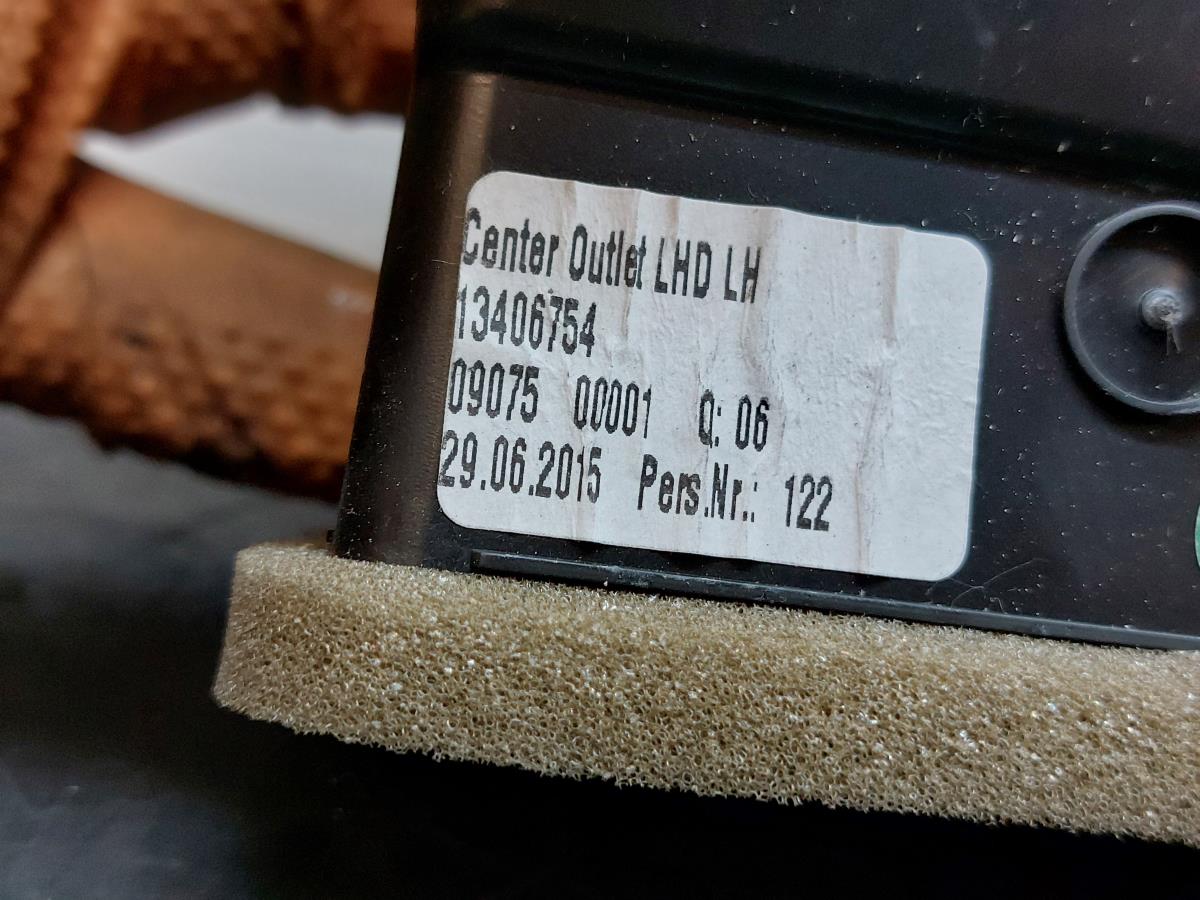 Center Outlet LHD LH
13406754
09075 00001 Q: 06
29.06.2015 Pers.Nr.: 122